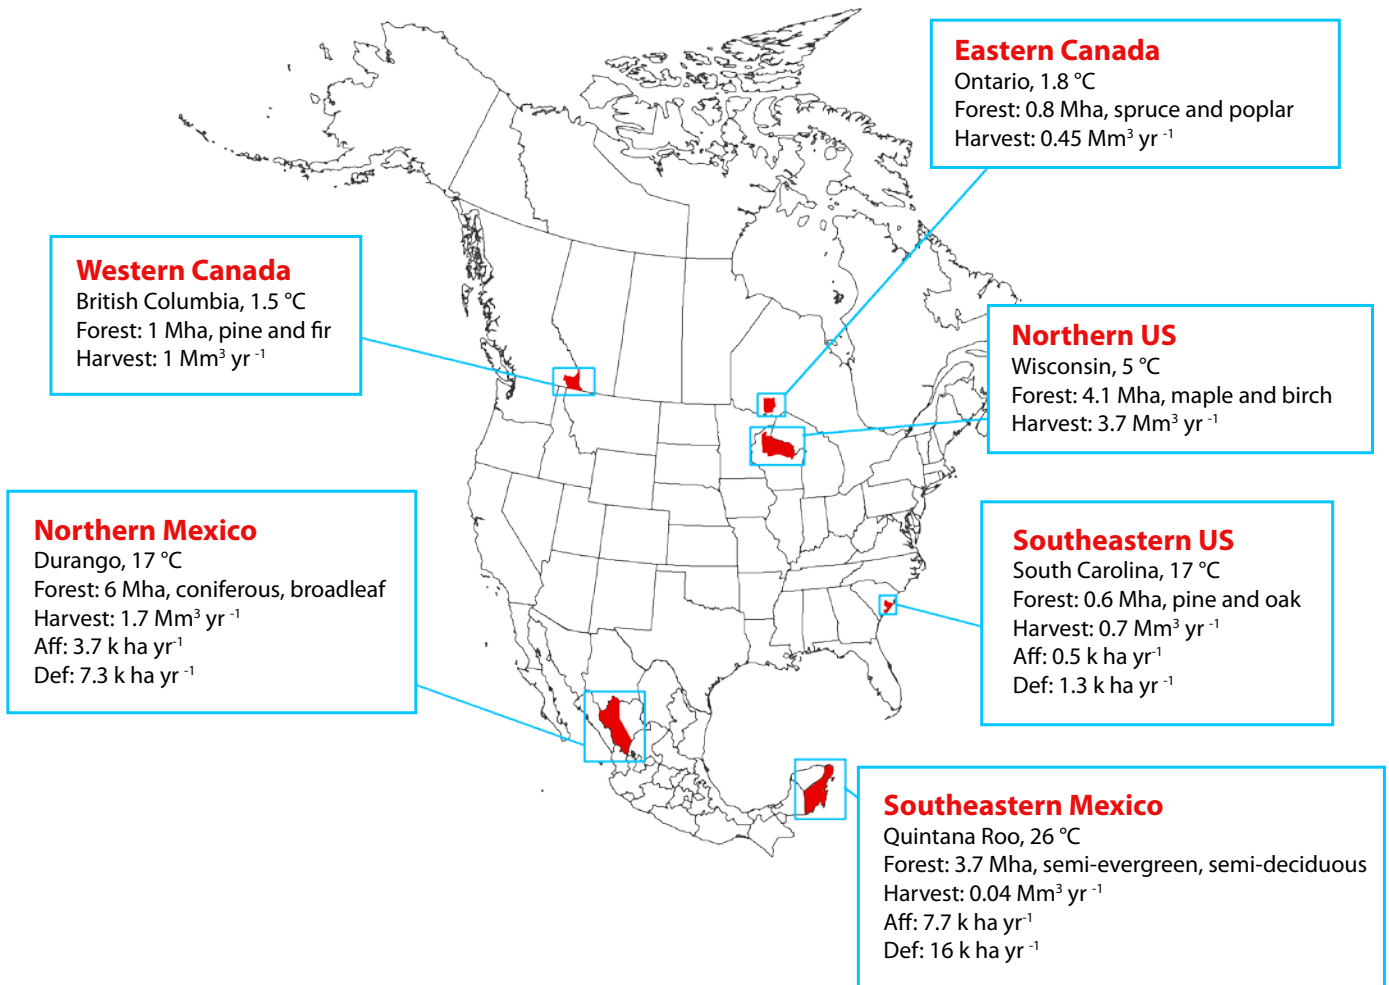 Eastern Canada
Ontario, 1.8 °C
Forest: 0.8 Mha, spruce and poplar
Harvest: 0.45 Mm³ yr ⁻¹
Western Canada
British Columbia, 1.5 °C
Forest: 1 Mha, pine and fir
Harvest: 1 Mm³ yr ⁻¹
Northern US
Wisconsin, 5 °C
Forest: 4.1 Mha, maple and birch
Harvest: 3.7 Mm³ yr ⁻¹
Northern Mexico
Durango, 17 °C
Forest: 6 Mha, coniferous, broadleaf
Harvest: 1.7 Mm³ yr ⁻¹
Aff: 3.7 k ha yr⁻¹
Def: 7.3 k ha yr ⁻¹
Southeastern US
South Carolina, 17 °C
Forest: 0.6 Mha, pine and oak
Harvest: 0.7 Mm³ yr ⁻¹
Aff: 0.5 k ha yr⁻¹
Def: 1.3 k ha yr ⁻¹
Southeastern Mexico
Quintana Roo, 26 °C
Forest: 3.7 Mha, semi-evergreen, semi-deciduous
Harvest: 0.04 Mm³ yr ⁻¹
Aff: 7.7 k ha yr⁻¹
Def: 16 k ha yr ⁻¹